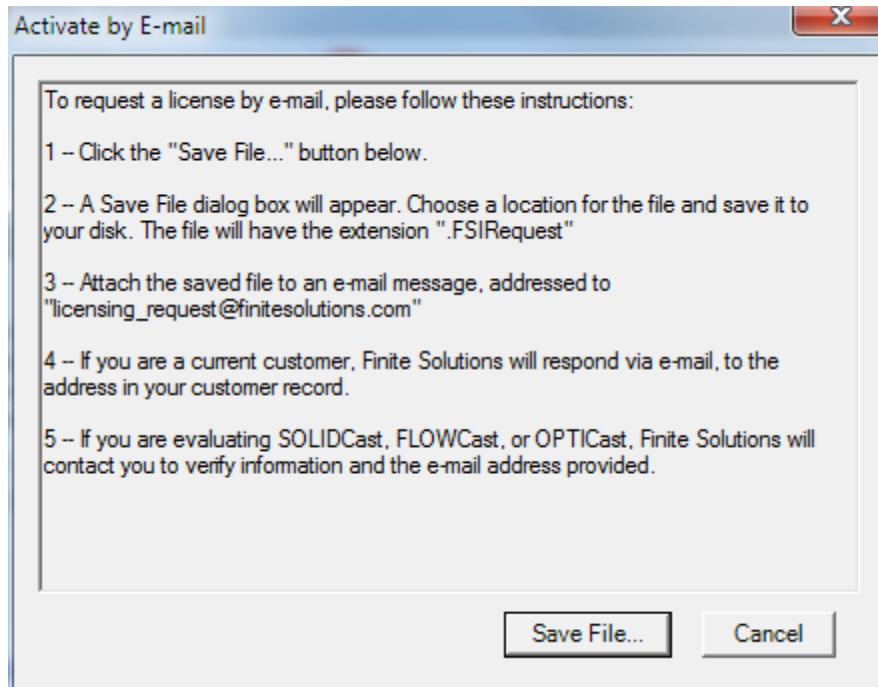 Activate by E-mail
To request a license by e-mail, please follow these instructions:
1 -- Click the "Save File..." button below.
2 -- A Save File dialog box will appear. Choose a location for the file and save it to
your disk. The file will have the extension ".FSIRequest"
3 -- Attach the saved file to an e-mail message, addressed to
"licensing_request@finitesolutions.com"
4 -- If you are a current customer, Finite Solutions will respond via e-mail, to the
address in your customer record.
5 -- If you are evaluating SOLIDCast, FLOWCast, or OPTICast, Finite Solutions will
contact you to verify information and the e-mail address provided.
Save File... Cancel